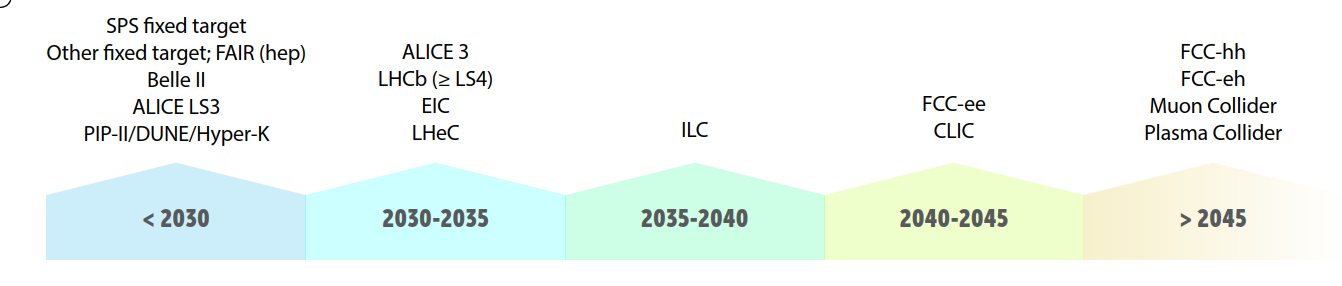 SPS fixed target
Other fixed target; FAIR (hep)
Belle II
ALICE LS3
PIP-II/DUNE/Hyper-K
< 2030
ALICE 3
LHCb (≥ LS4)
EIC
LHeC
2030-2035
ILC
2035-2040
FCC-ee
CLIC
2040-2045
FCC-hh
FCC-eh
Muon Collider
Plasma Collider
> 2045